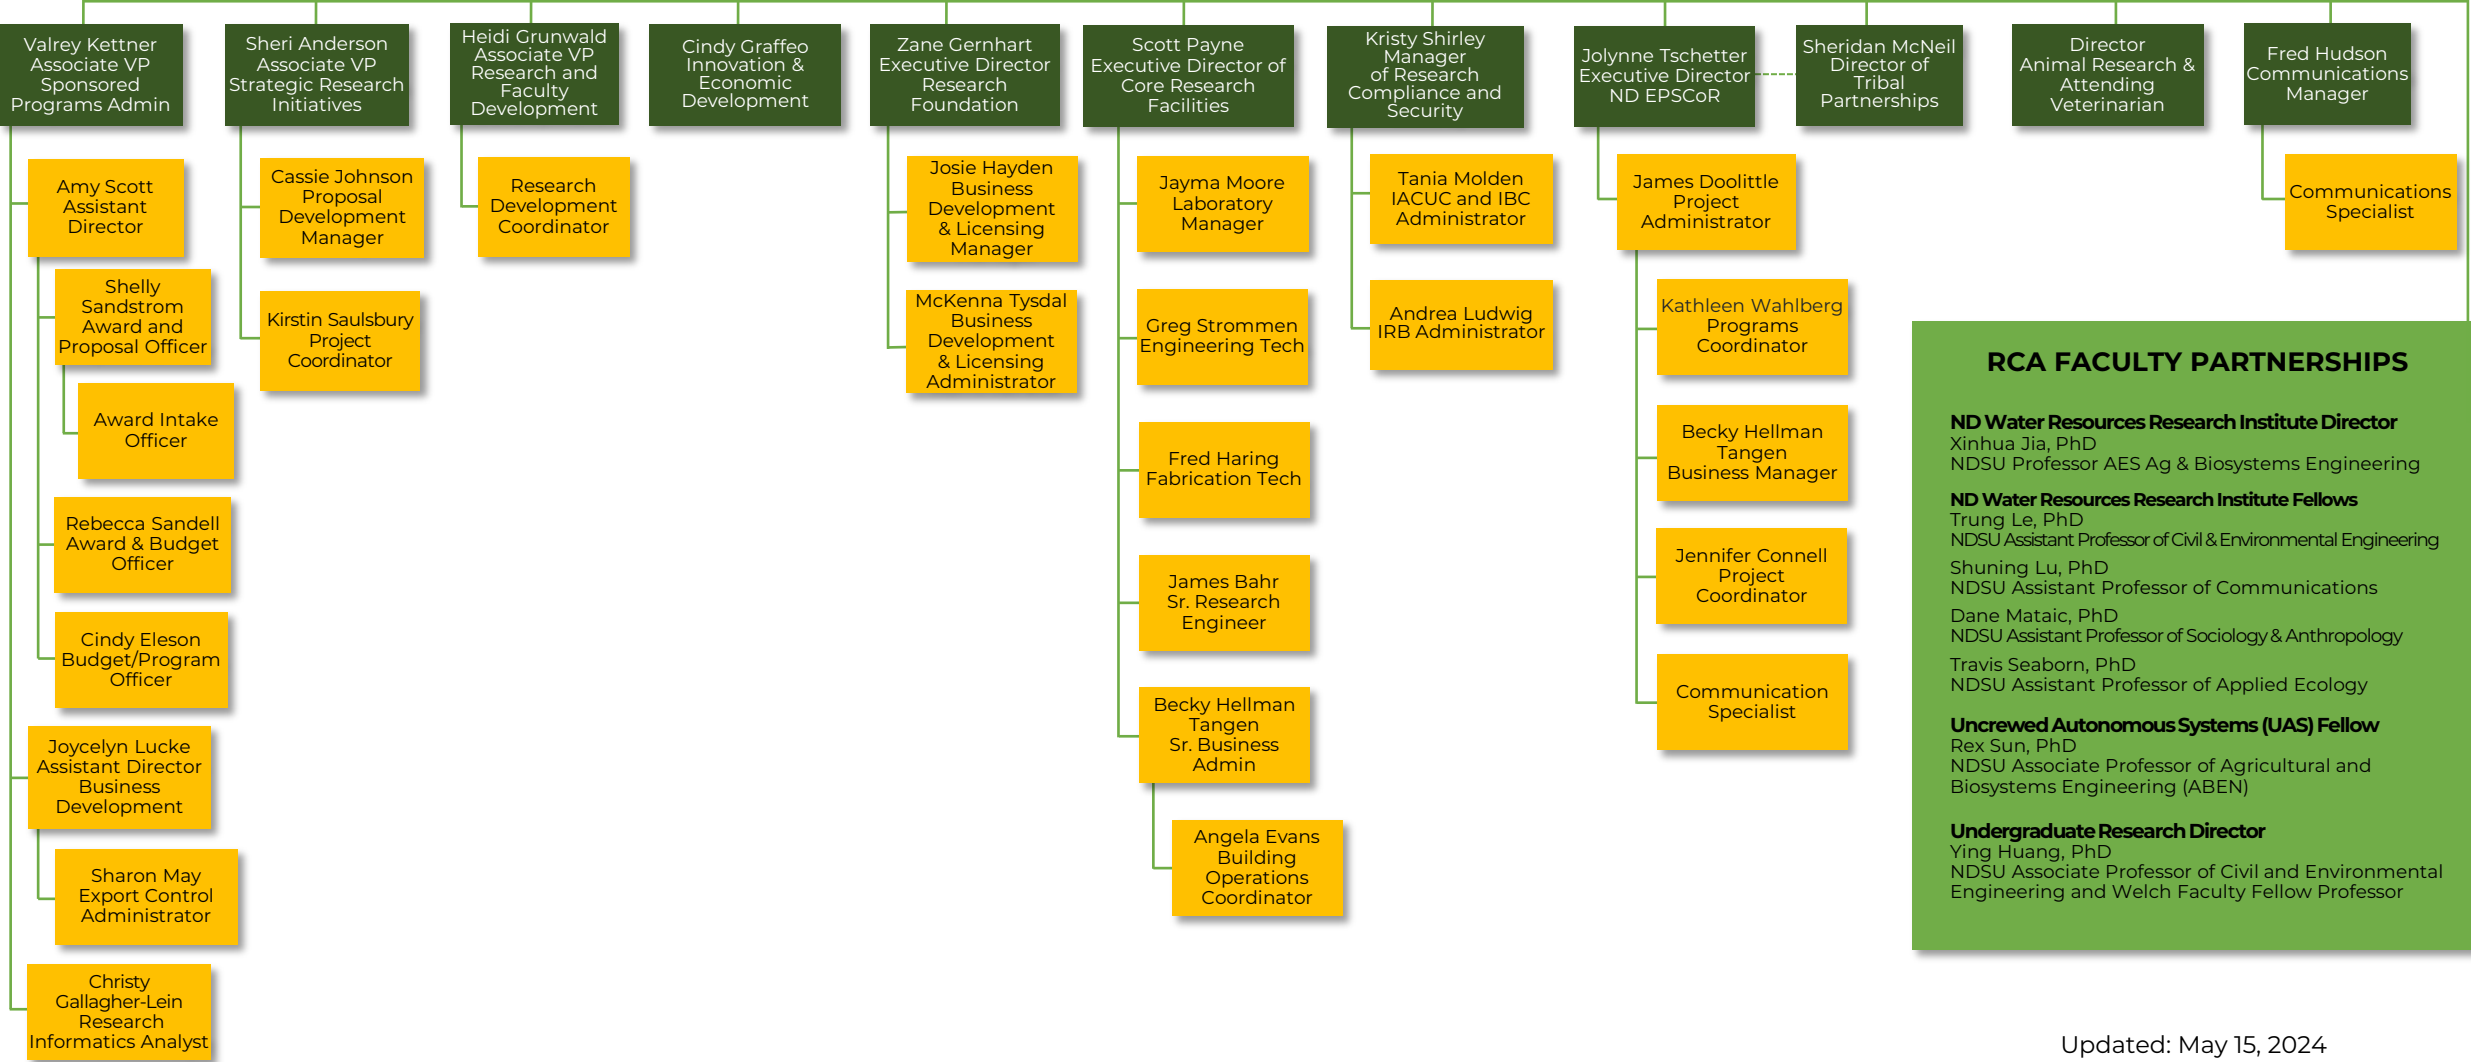 Valrey Kettner
Associate VP
Sponsored
Programs Admin
Amy Scott
Assistant
Director
Shelly
Sandstrom
Award and
Proposal Officer
Award Intake
Officer
Rebecca Sandell
Award & Budget
Officer
Cindy Eleson
Budget/Program
Officer
Joycelyn Lucke
Assistant Director
Business
Development
Sharon May
Export Control
Administrator
Christy
Gallagher-Lein
Research
Informatics Analyst
Sheri Anderson
Associate VP
Strategic Research
Initiatives
Cassie Johnson
Proposal
Development
Manager
Kirstin Saulsbury
Project
Coordinator
Heidi Grunwald
Associate VP
Research and
Faculty
Development
Research
Development
Coordinator
Cindy Graffeo
Innovation &
Economic
Development
Zane Gernhart
Executive Director
Research
Foundation
Josie Hayden
Business
Development
& Licensing
Manager
McKenna Tysdal
Business
Development
& Licensing
Administrator
Scott Payne
Executive Director of
Core Research
Facilities
Jayma Moore
Laboratory
Manager
Greg Strommen
Engineering Tech
Fred Haring
Fabrication Tech
James Bahr
Sr. Research
Engineer
Becky Hellman
Tangen
Sr. Business
Admin
Angela Evans
Building
Operations
Coordinator
Kristy Shirley
Manager
of Research
Compliance and
Security
Tania Molden
IACUC and IBC
Administrator
Andrea Ludwig
IRB Administrator
Jolynne Tschetter
Executive Director
ND EPSCoR
James Doolittle
Project
Administrator
Kathleen Wahlberg
Programs
Coordinator
Becky Hellman
Tangen
Business Manager
Jennifer Connell
Project
Coordinator
Communication
Specialist
Sheridan McNeil
Director of
Tribal
Partnerships
Director
Animal Research &
Attending
Veterinarian
Fred Hudson
Communications
Manager
Communications
Specialist
RCA FACULTY PARTNERSHIPS
ND Water Resources Research Institute Director
Xinhua Jia, PhD
NDSU Professor AES Ag & Biosystems Engineering
ND Water Resources Research Institute Fellows
Trung Le, PhD
NDSU Assistant Professor of Civil & Environmental Engineering
Shuning Lu, PhD
NDSU Assistant Professor of Communications
Dane Mataic, PhD
NDSU Assistant Professor of Sociology & Anthropology
Travis Seaborn, PhD
NDSU Assistant Professor of Applied Ecology
Uncrewed Autonomous Systems (UAS) Fellow
Rex Sun, PhD
NDSU Associate Professor of Agricultural and
Biosystems Engineering (ABEN)
Undergraduate Research Director
Ying Huang, PhD
NDSU Associate Professor of Civil and Environmental
Engineering and Welch Faculty Fellow Professor
Updated: May 15, 2024